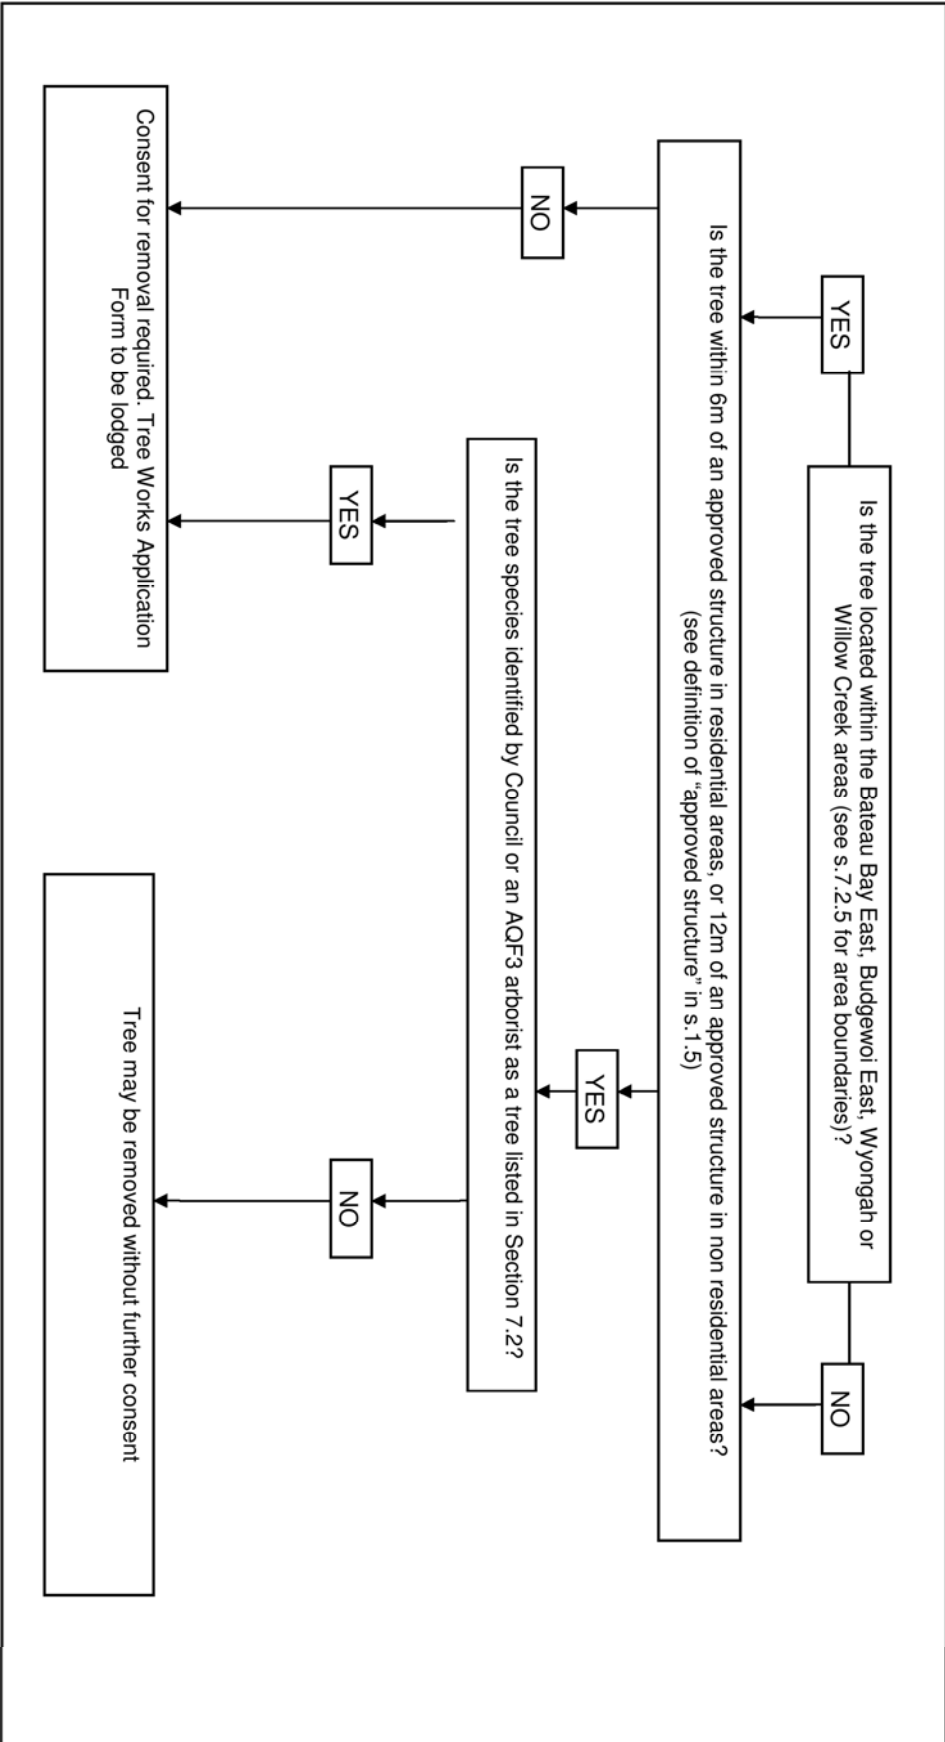 Is the tree located within the Bateau Bay East, Budgewoi East, Wyongah or
Willow Creek areas (see s.7.2.5 for area boundaries)?
YES
NO
Is the tree within 6m of an approved structure in residential areas, or 12m of an approved structure in non residential areas?
(see definition of “approved structure” in s.1.5)
NO
YES
Is the tree species identified by Council or an AQF3 arborist as a tree listed in Section 7.2?
YES
NO
Consent for removal required. Tree Works Application
Form to be lodged
Tree may be removed without further consent